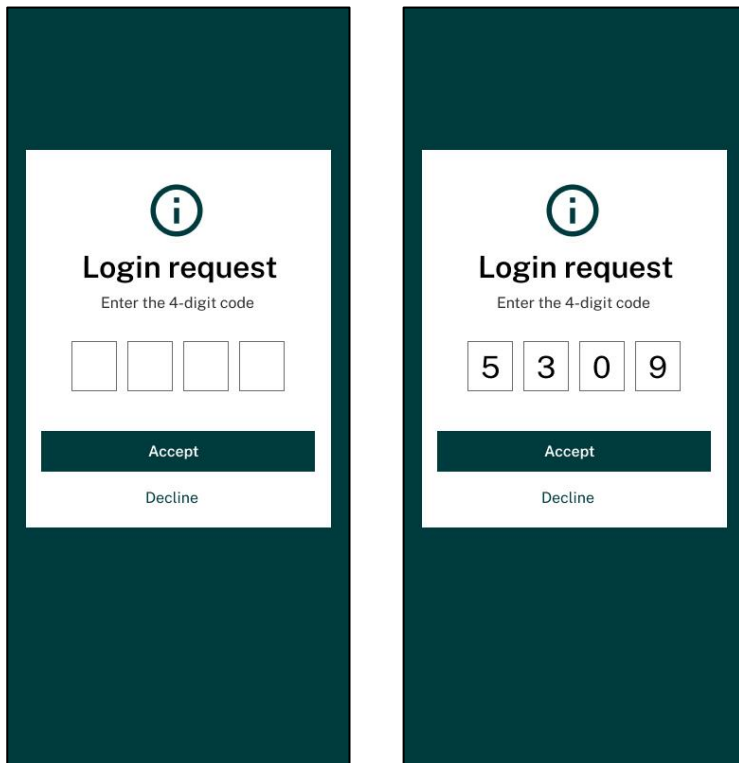 Login request
Enter the 4-digit code
Accept
Decline
Login request
Enter the 4-digit code
5 3 0 9
Accept
Decline